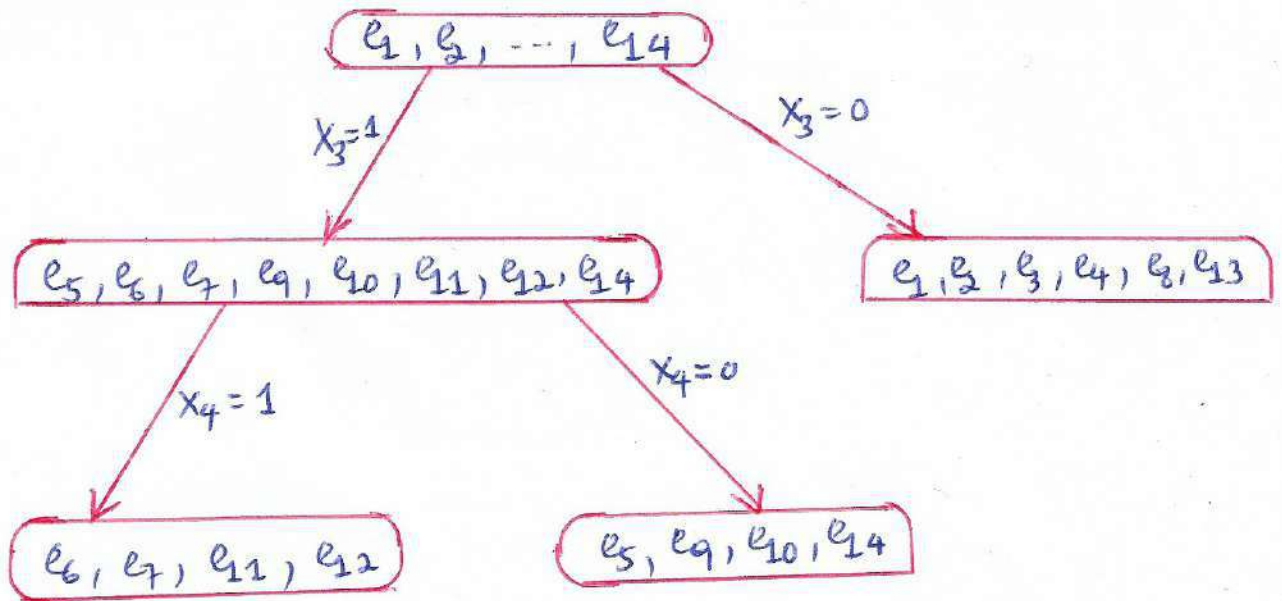 e₁, e₂, ..., e₁₄
X₃=1
X₃=0
e₅, e₆, e₇, e₉, e₁₀, e₁₁, e₁₂, e₁₄
e₁, e₂, e₃, e₄, e₈, e₁₃
X₄=1
X₄=0
e₆, e₇, e₁₁, e₁₂
e₅, e₉, e₁₀, e₁₄